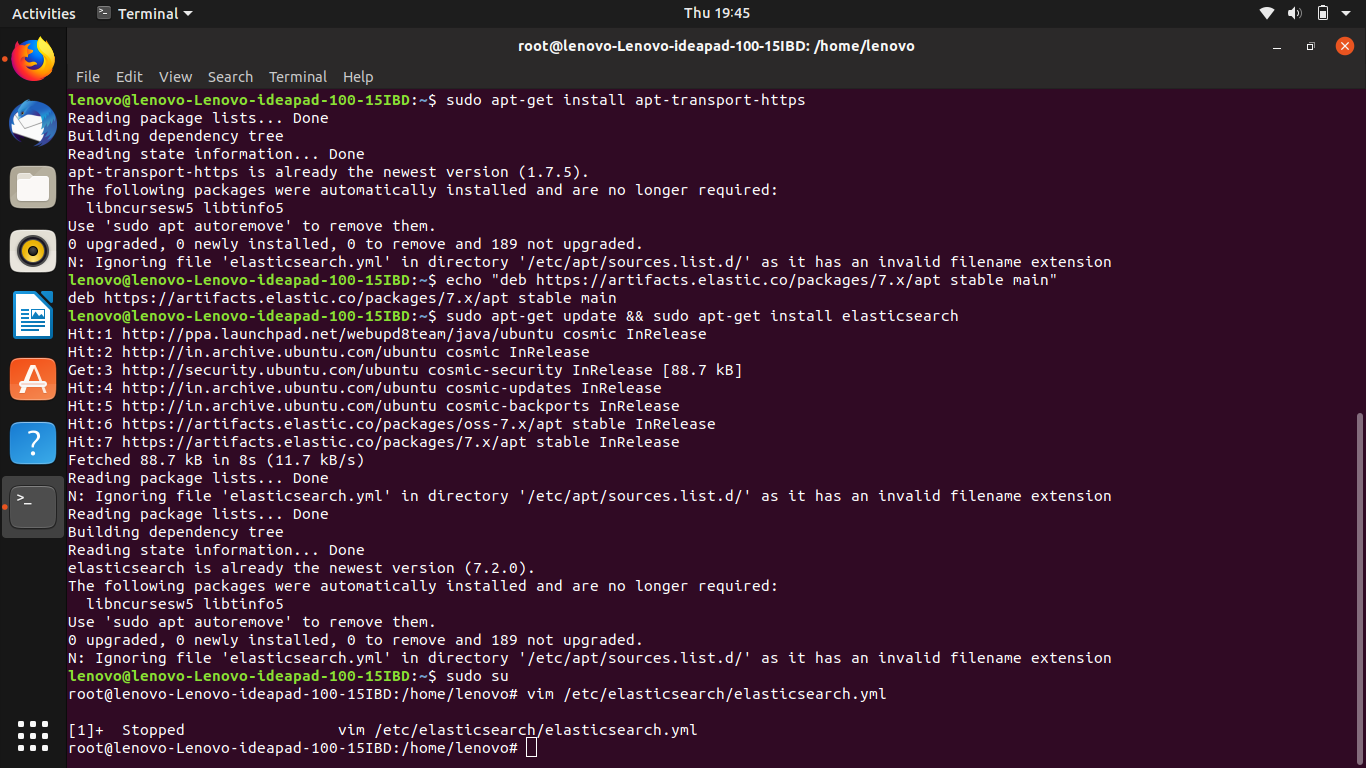 Activities Terminal Thu 19:45
root@lenovo-Lenovo-ideapad-100-15IBD: /home/lenovo
File Edit View Search Terminal Help
lenovo@lenovo-Lenovo-ideapad-100-15IBD:~$ sudo apt-get install apt-transport-https
Reading package lists... Done
Building dependency tree
Reading state information... Done
apt-transport-https is already the newest version (1.7.5).
The following packages were automatically installed and are no longer required:
  libncursesw5 libtinfo5
Use 'sudo apt autoremove' to remove them.
0 upgraded, 0 newly installed, 0 to remove and 189 not upgraded.
N: Ignoring file 'elasticsearch.yml' in directory '/etc/apt/sources.list.d/' as it has an invalid filename extension
lenovo@lenovo-Lenovo-ideapad-100-15IBD:~$ echo "deb https://artifacts.elastic.co/packages/7.x/apt stable main"
deb https://artifacts.elastic.co/packages/7.x/apt stable main
lenovo@lenovo-Lenovo-ideapad-100-15IBD:~$ sudo apt-get update && sudo apt-get install elasticsearch
Hit:1 http://ppa.launchpad.net/webupd8team/java/ubuntu cosmic InRelease
Hit:2 http://in.archive.ubuntu.com/ubuntu cosmic InRelease
Get:3 http://security.ubuntu.com/ubuntu cosmic-security InRelease [88.7 kB]
Hit:4 http://in.archive.ubuntu.com/ubuntu cosmic-updates InRelease
Hit:5 http://in.archive.ubuntu.com/ubuntu cosmic-backports InRelease
Hit:6 https://artifacts.elastic.co/packages/oss-7.x/apt stable InRelease
Hit:7 https://artifacts.elastic.co/packages/7.x/apt stable InRelease
Fetched 88.7 kB in 8s (11.7 kB/s)
Reading package lists... Done
N: Ignoring file 'elasticsearch.yml' in directory '/etc/apt/sources.list.d/' as it has an invalid filename extension
Reading package lists... Done
Building dependency tree
Reading state information... Done
elasticsearch is already the newest version (7.2.0).
The following packages were automatically installed and are no longer required:
  libncursesw5 libtinfo5
Use 'sudo apt autoremove' to remove them.
0 upgraded, 0 newly installed, 0 to remove and 189 not upgraded.
N: Ignoring file 'elasticsearch.yml' in directory '/etc/apt/sources.list.d/' as it has an invalid filename extension
lenovo@lenovo-Lenovo-ideapad-100-15IBD:~$ sudo su
root@lenovo-Lenovo-ideapad-100-15IBD:/home/lenovo# vim /etc/elasticsearch/elasticsearch.yml
[1]+  Stopped                 vim /etc/elasticsearch/elasticsearch.yml
root@lenovo-Lenovo-ideapad-100-15IBD:/home/lenovo#